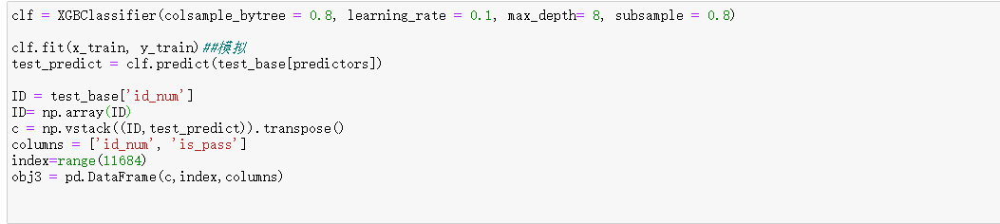 clf = XGBClassifier(colsample_bytree = 0.8, learning_rate = 0.1, max_depth= 8, subsample = 0.8)
clf.fit(x_train, y_train)##模拟
test_predict = clf.predict(test_base[predictors])
ID = test_base['id_num']
ID= np.array(ID)
c = np.vstack((ID,test_predict)).transpose()
columns = ['id_num', 'is_pass']
index=range(11684)
obj3 = pd.DataFrame(c,index,columns)